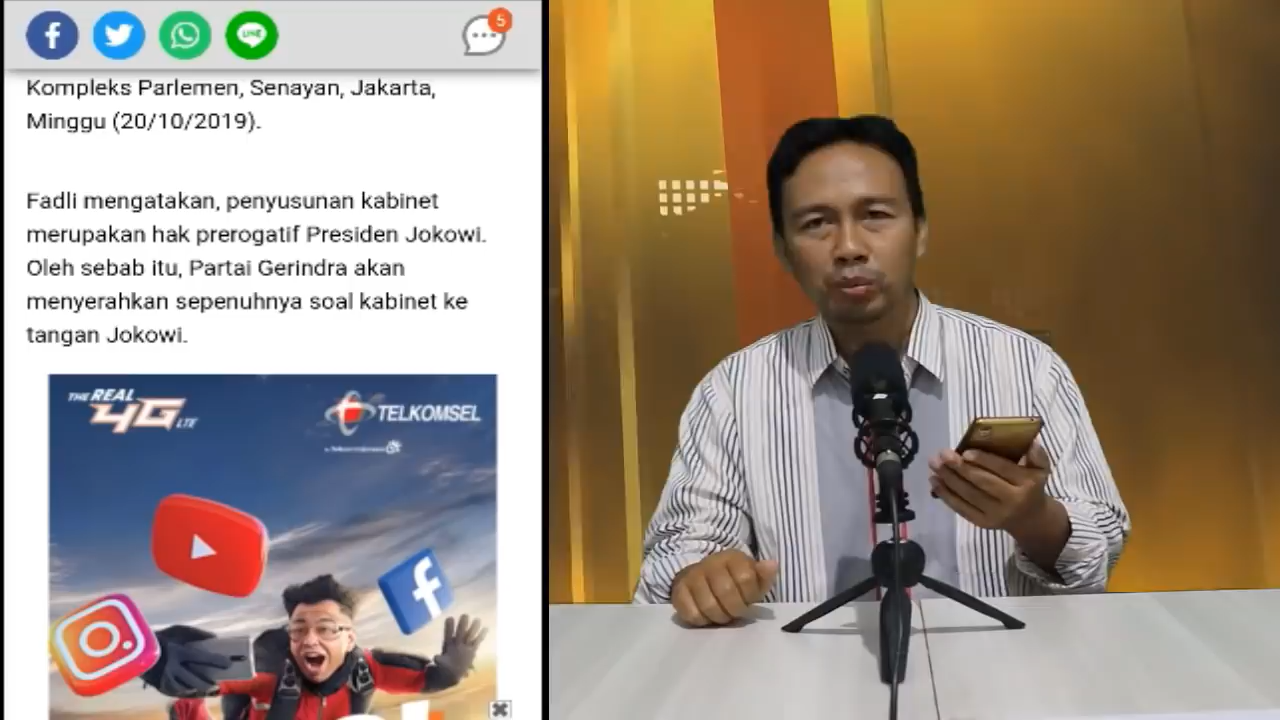 5
LINE
Kompleks Parlemen, Senayan, Jakarta,
Minggu (20/10/2019).
Fadli mengatakan, penyusunan kabinet
merupakan hak prerogatif Presiden Jokowi.
Oleh sebab itu, Partai Gerindra akan
menyerahkan sepenuhnya soal kabinet ke
tangan Jokowi.
THE REAL
4G LTE
TELKOMSEL